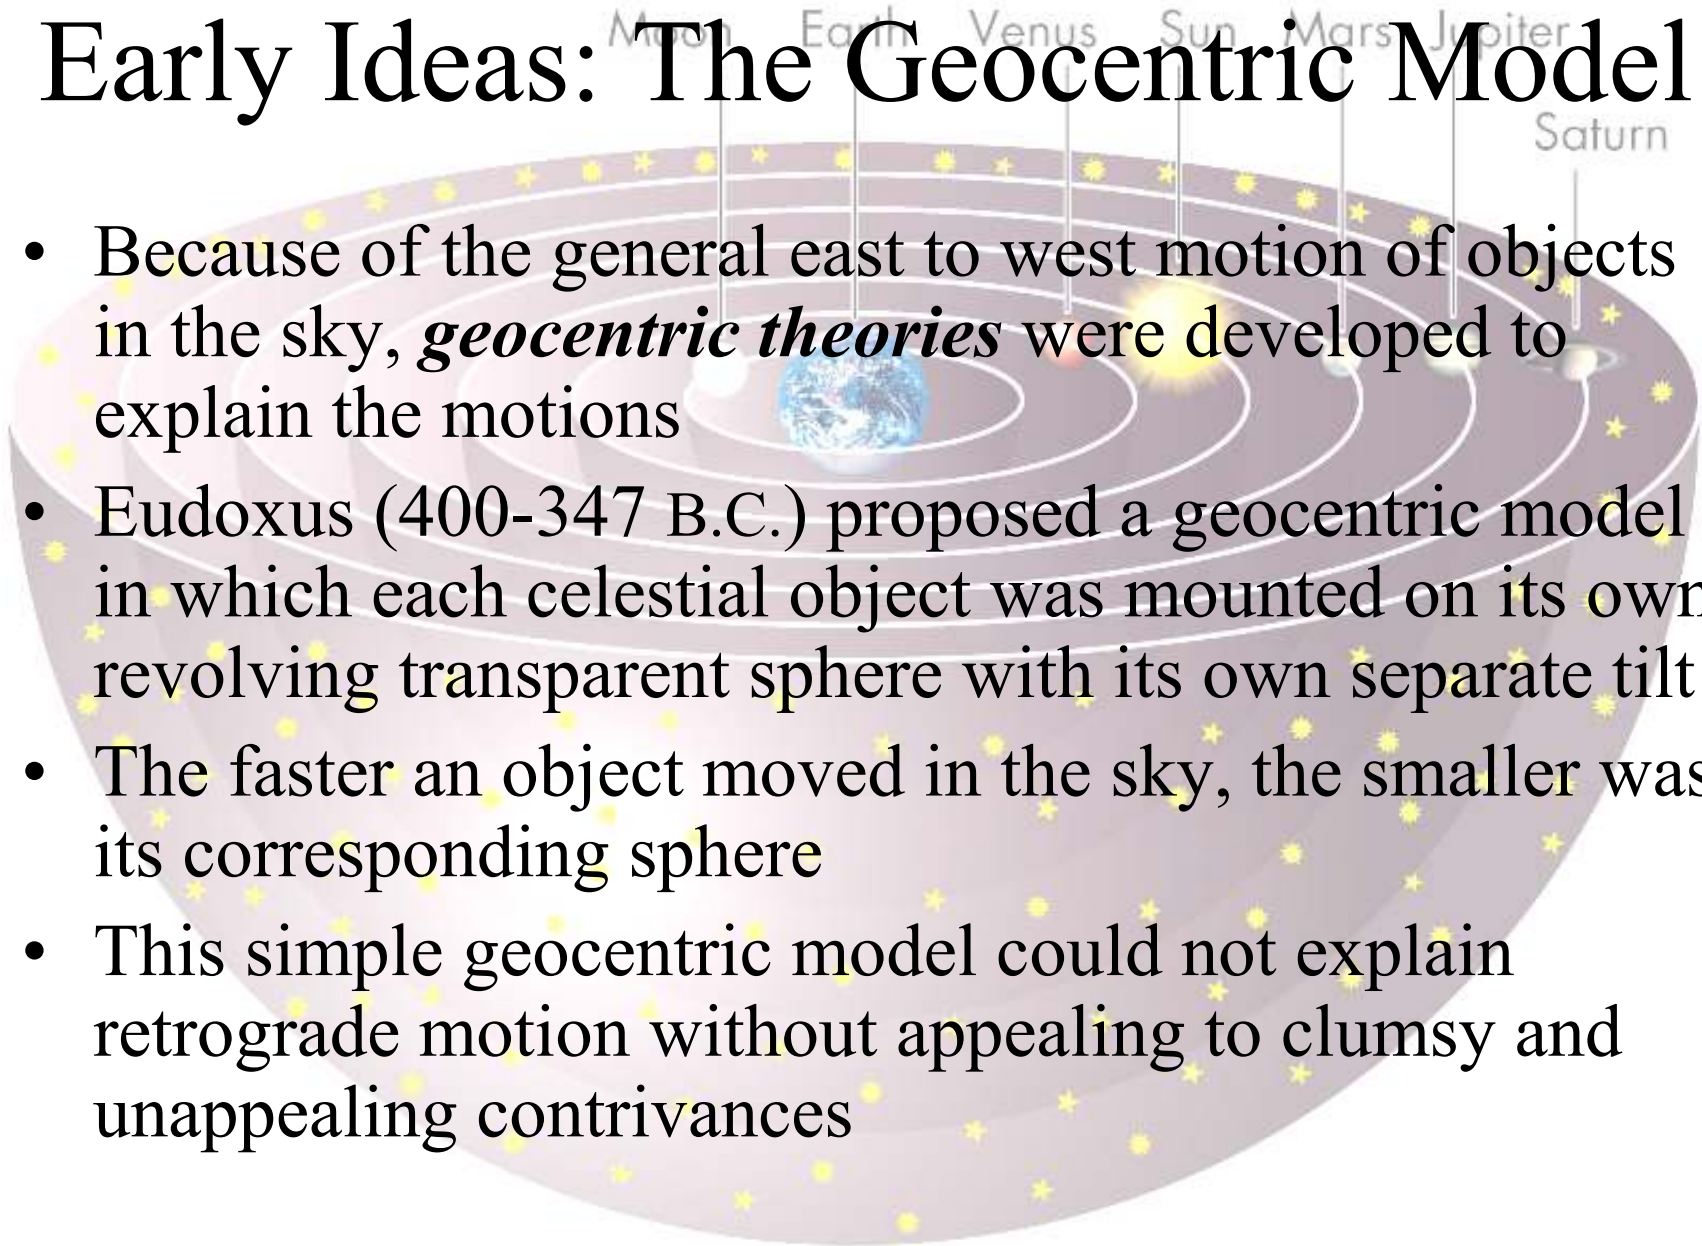 Moon Earth Venus Sun Mars Jupiter
Early Ideas: The Geocentric Model
Saturn
• Because of the general east to west motion of objects
in the sky, geocentric theories were developed to
explain the motions
• Eudoxus (400-347 B.C.) proposed a geocentric model
in which each celestial object was mounted on its own
revolving transparent sphere with its own separate tilt
• The faster an object moved in the sky, the smaller was
its corresponding sphere
• This simple geocentric model could not explain
retrograde motion without appealing to clumsy and
unappealing contrivances